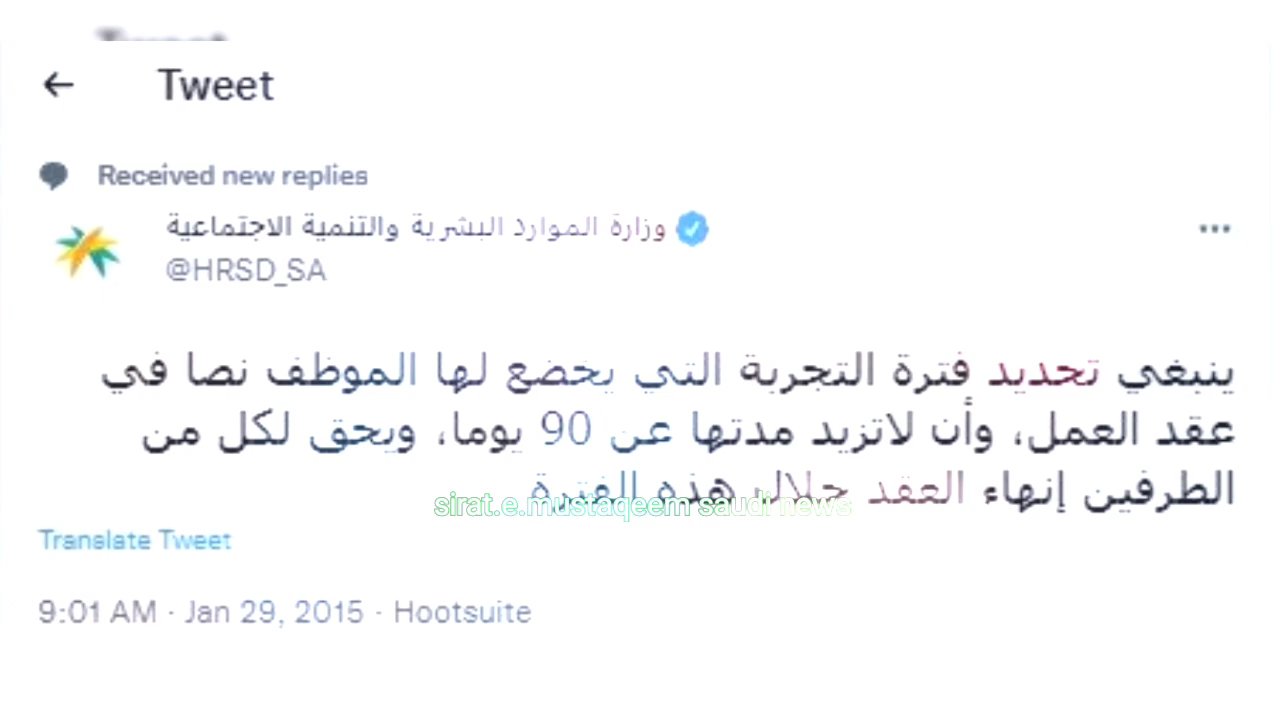 Tweet
Received new replies
وزارة الموارد البشرية والتنمية الاجتماعية
@HRSD_SA
ينبغي تحديد فترة التجربة التي يخضع لها الموظف نصا في
عقد العمل، وأن لاتزيد مدتها عن 90 يوما، ويحق لكل من
الطرفين إنهاء العقد خلال هذه الفترة
sirat.e.mustaqeem saudi news
Translate Tweet
9:01 AM · Jan 29, 2015 · Hootsuite